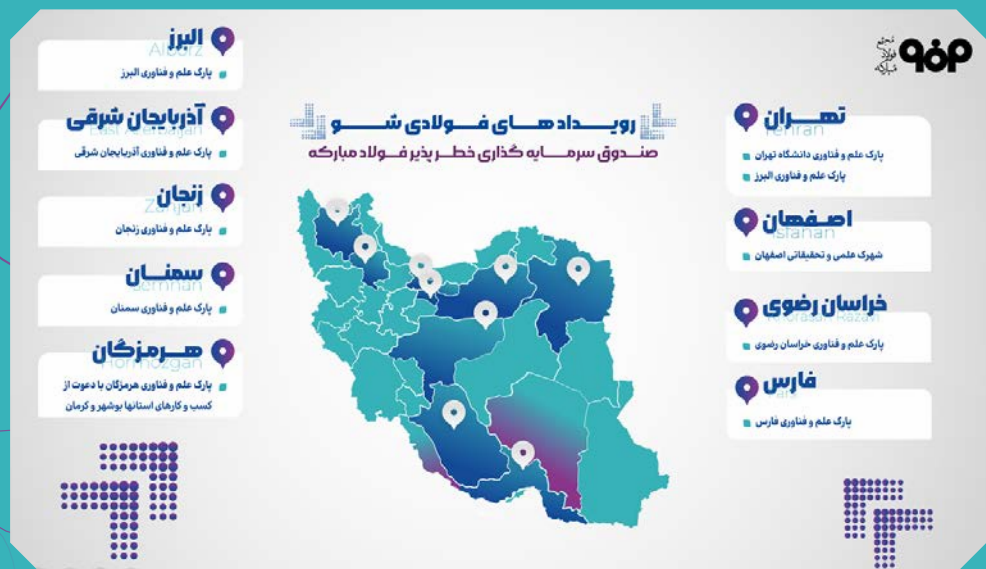 مجتمع
فولاد
مبارکه
رویدادهای فولادی شو
صندوق سرمایه گذاری خطر پذیر فولاد مبارکه
تهران
Tehran
پارک علم و فناوری دانشگاه تهران
پارک علم و فناوری البرز
اصفهان
Isfahan
شهرک علمی و تحقیقاتی اصفهان
خراسان رضوی
Khorasan Razavi
پارک علم و فناوری خراسان رضوی
فارس
Fars
پارک علم و فناوری فارس
البرز
Alborz
پارک علم و فناوری البرز
آذربایجان شرقی
East Azerbaijan
پارک علم و فناوری آذربایجان شرقی
زنجان
Zanjan
پارک علم و فناوری زنجان
سمنان
Semnan
پارک علم و فناوری سمنان
هرمزگان
Hormozgan
پارک علم و فناوری هرمزگان با دعوت از
کسب و کارهای استانها بوشهر و کرمان